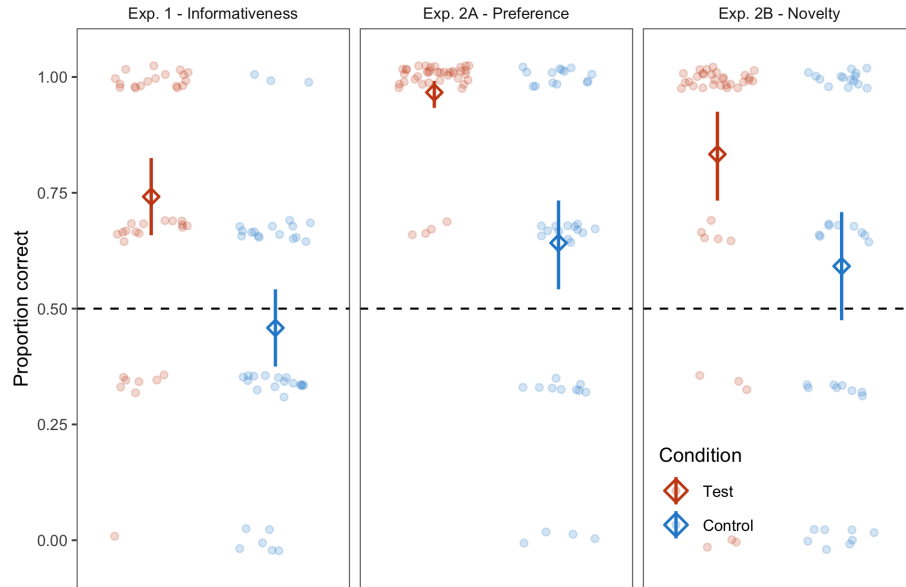 Exp. 1 - Informativeness
Exp. 2A - Preference
Exp. 2B - Novelty
Proportion correct
1.00
0.75
0.50
0.25
0.00
Condition
Test
Control